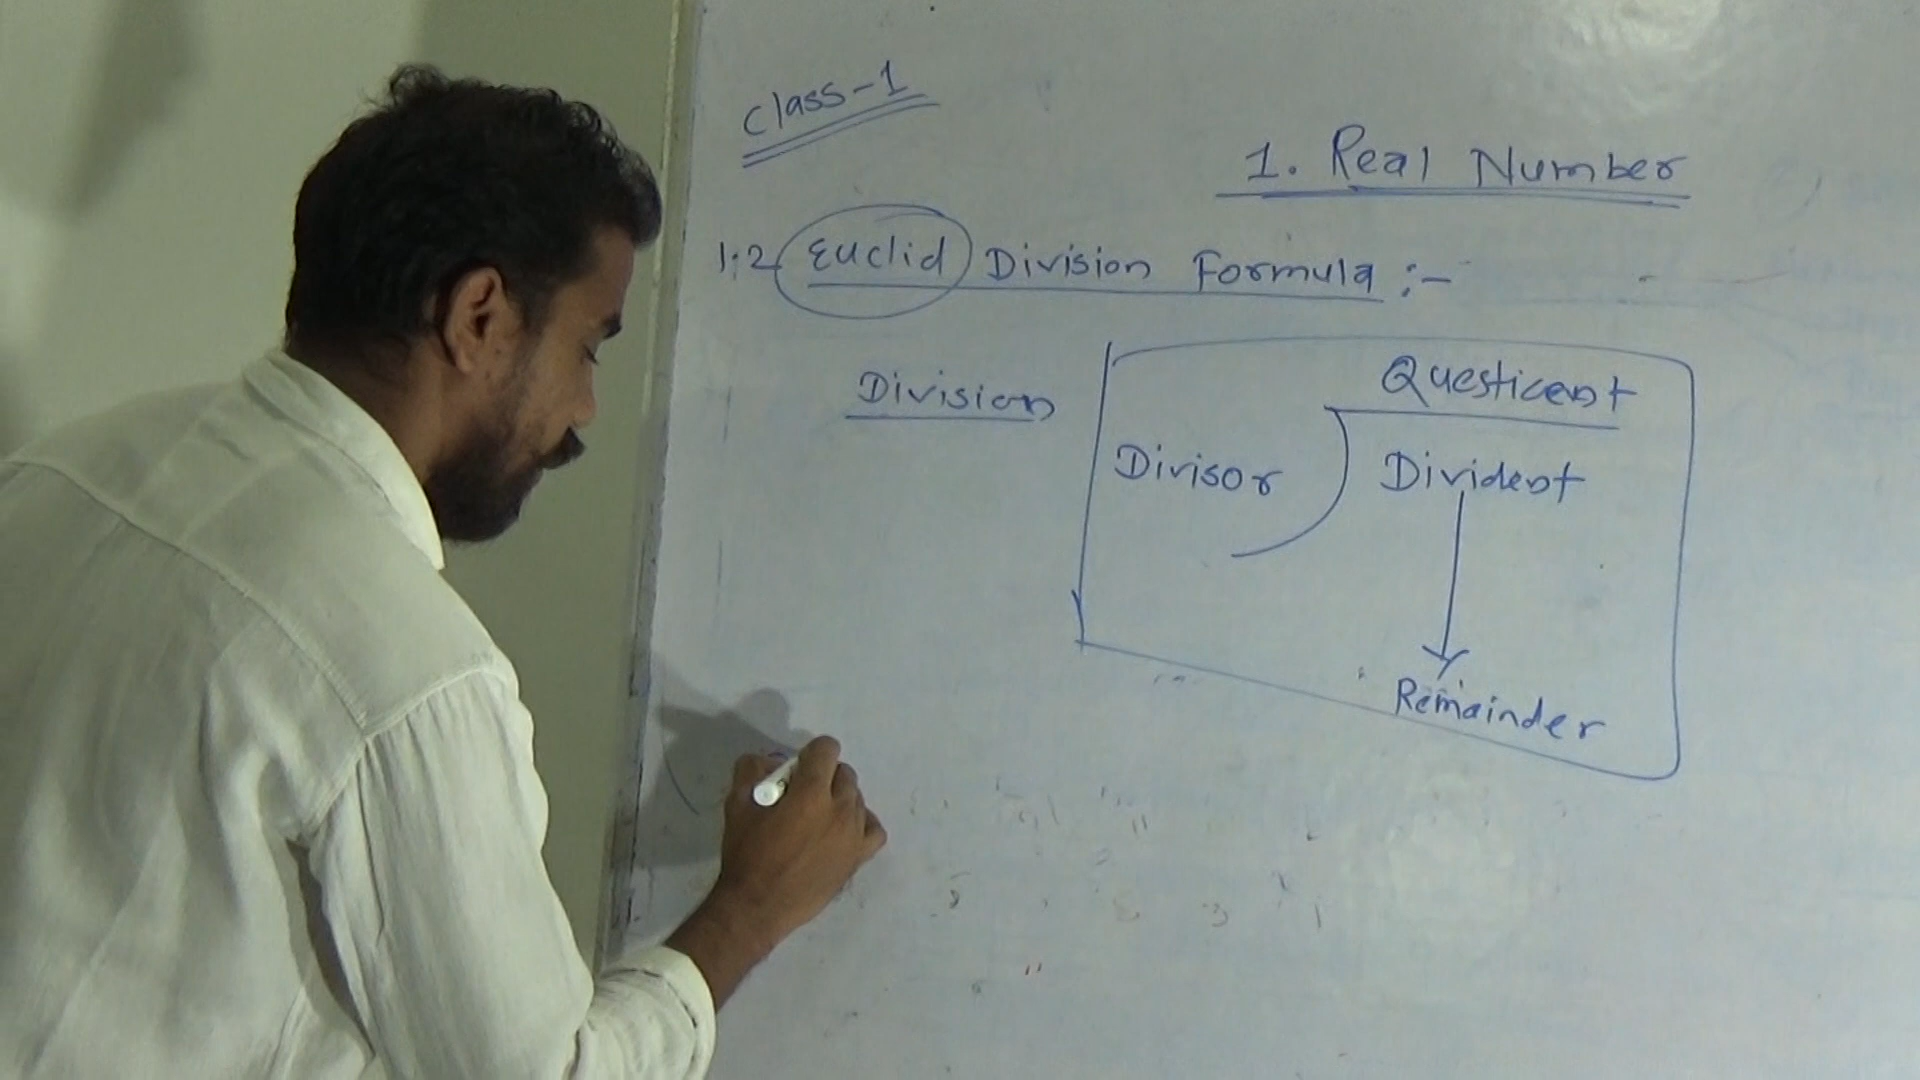 Class-1
1. Real Number
1.2 Euclid Division Formula :-
Division
Questicent
Divisor
Divident
Remainder